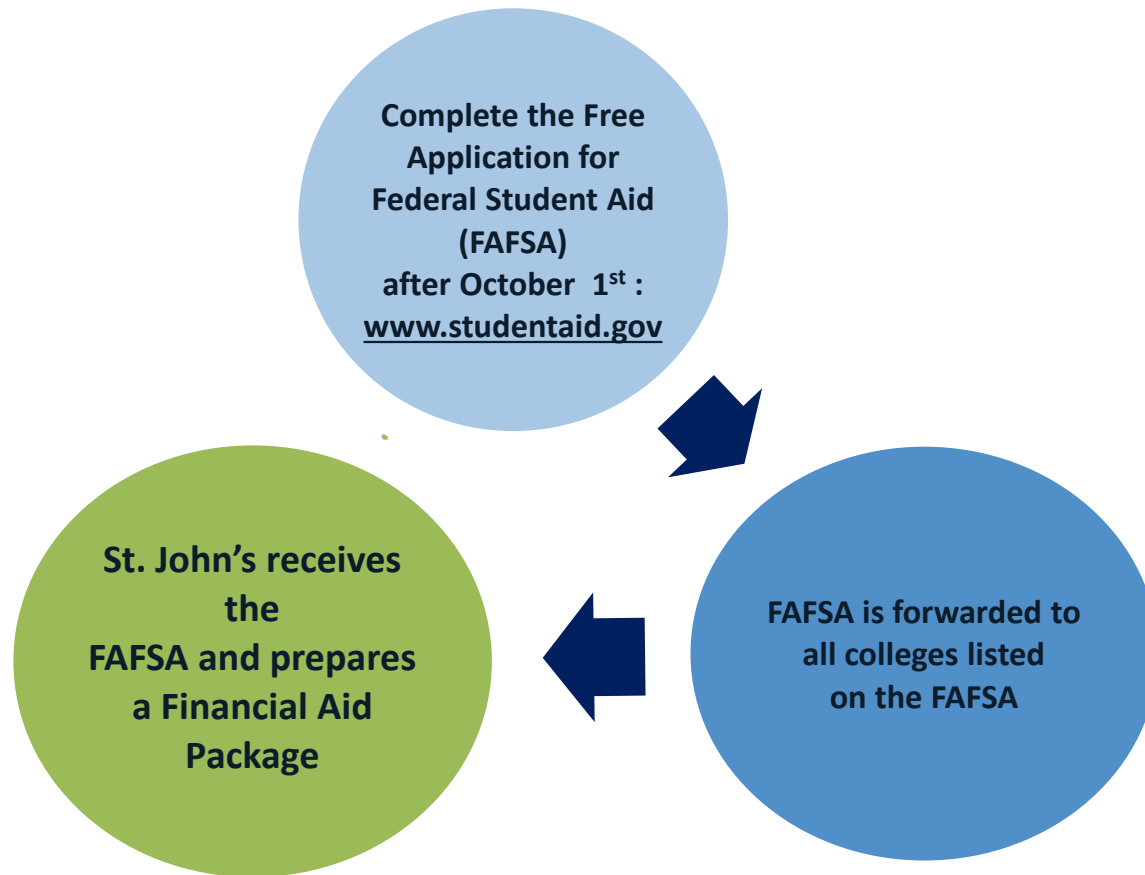 Complete the Free
Application for
Federal Student Aid
(FAFSA)
after October 1st :
www.studentaid.gov
FAFSA is forwarded to
all colleges listed
on the FAFSA
St. John’s receives
the
FAFSA and prepares
a Financial Aid
Package